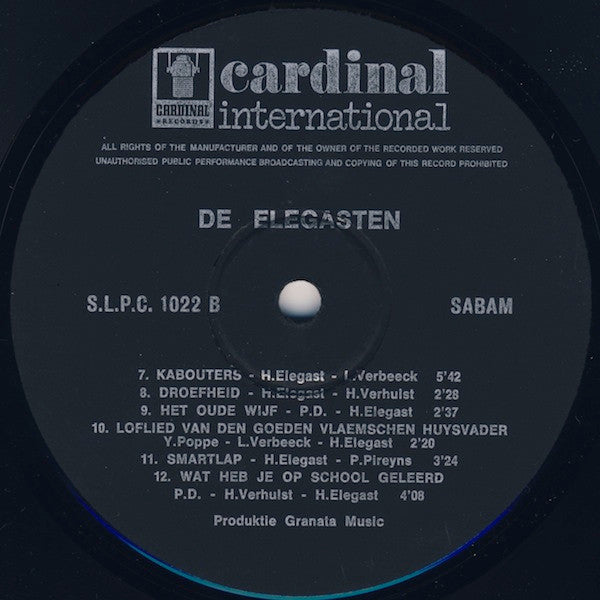 cardinal
international
CARDINAL
RECORDS
ALL RIGHTS OF THE MANUFACTURER AND OF THE OWNER OF THE RECORDED WORK RESERVED
UNAUTHORISED PUBLIC PERFORMANCE BROADCASTING AND COPYING OF THIS RECORD PROHIBITED
DE ELEGASTEN
S.L.P.C. 1022 B SABAM
7. KABOUTERS - H.Elegast - L.Verbeeck 5'42
8. DROEFHEID - H.Elegast - H.Verhulst 2'28
9. HET OUDE WIJF - P.D. - H.Elegast 2'37
10. LOFLIED VAN DEN GOEDEN VLAEMSCHEN HUYSVADER
Y.Poppe - L.Verbeeck - H.Elegast 2'20
11. SMARTLAP - H.Elegast - P.Pireyns 3'24
12. WAT HEB JE OP SCHOOL GELEERD
P.D. - H.Verhulst - H.Elegast 4'08
Produktie Granata Music